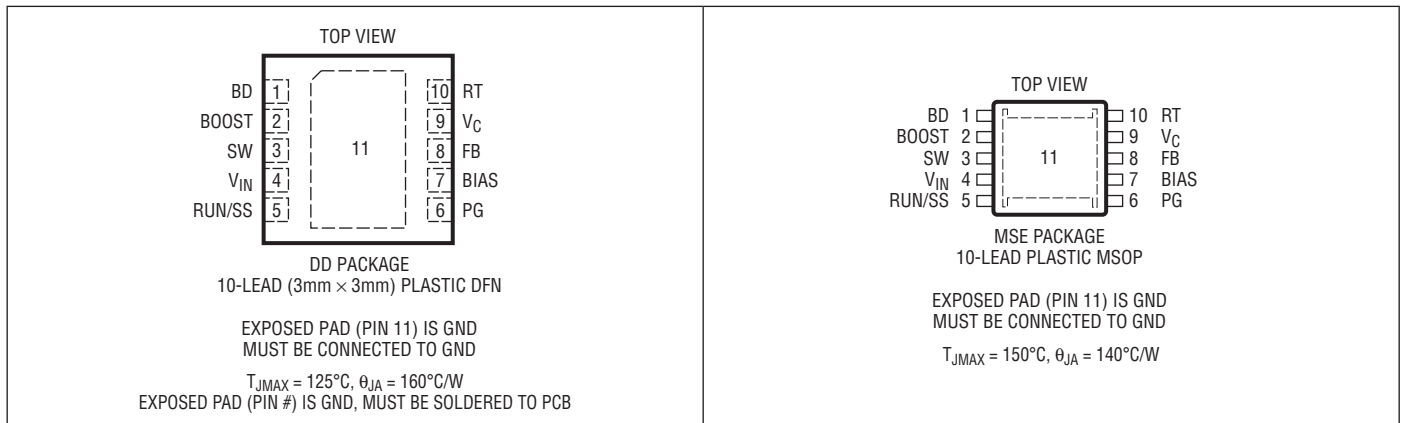 TOP VIEW
BD 1 10 RT
BOOST 2 9 VC
SW 3 11 8 FB
VIN 4 7 BIAS
RUN/SS 5 6 PG
DD PACKAGE
10-LEAD (3mm × 3mm) PLASTIC DFN
EXPOSED PAD (PIN 11) IS GND
MUST BE CONNECTED TO GND
TJMAX = 125°C, θJA = 160°C/W
EXPOSED PAD (PIN #) IS GND, MUST BE SOLDERED TO PCB
TOP VIEW
BD 1 10 RT
BOOST 2 9 VC
SW 3 11 8 FB
VIN 4 7 BIAS
RUN/SS 5 6 PG
MSE PACKAGE
10-LEAD PLASTIC MSOP
EXPOSED PAD (PIN 11) IS GND
MUST BE CONNECTED TO GND
TJMAX = 150°C, θJA = 140°C/W